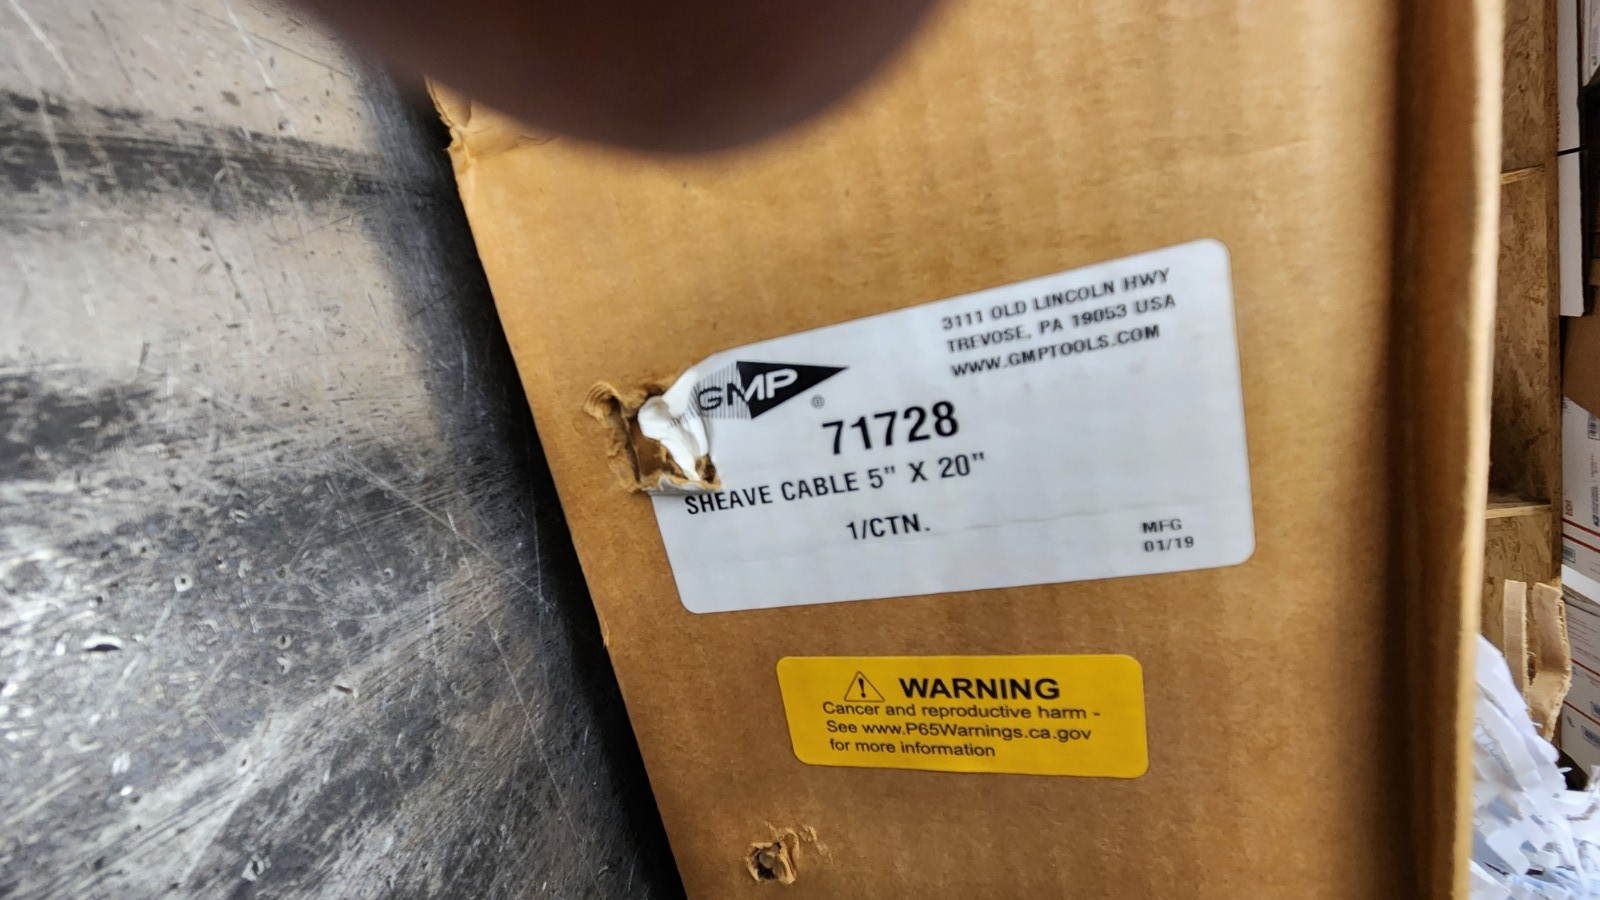 3111 OLD LINCOLN HWY
TREVOSE, PA 19053 USA
WWW.GMPTOOLS.COM
GMP®
71728
SHEAVE CABLE 5" X 20"
1/CTN.
MFG
01/19
WARNING
Cancer and reproductive harm -
See www.P65Warnings.ca.gov
for more information